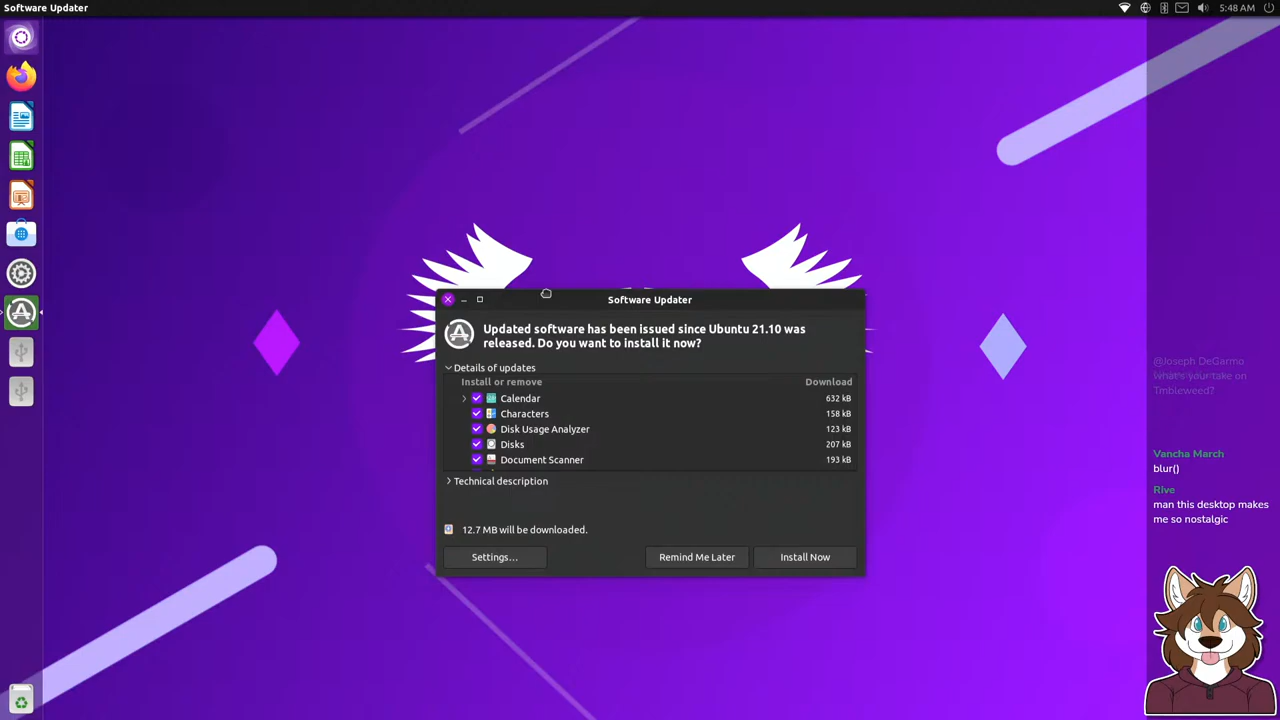 Software Updater
5:48 AM
Software Updater
Updated software has been issued since Ubuntu 21.10 was
released. Do you want to install it now?
Details of updates
Install or remove Download
Calendar 632 kB
Characters 158 kB
Disk Usage Analyzer 123 kB
Disks 207 kB
Document Scanner 193 kB
Technical description
12.7 MB will be downloaded.
Settings...
Remind Me Later
Install Now
@Joseph DeGarmo
what's your take on
Tmbleweed?
Vancha March
blur()
RIve
man this desktop makes
me so nostalgic